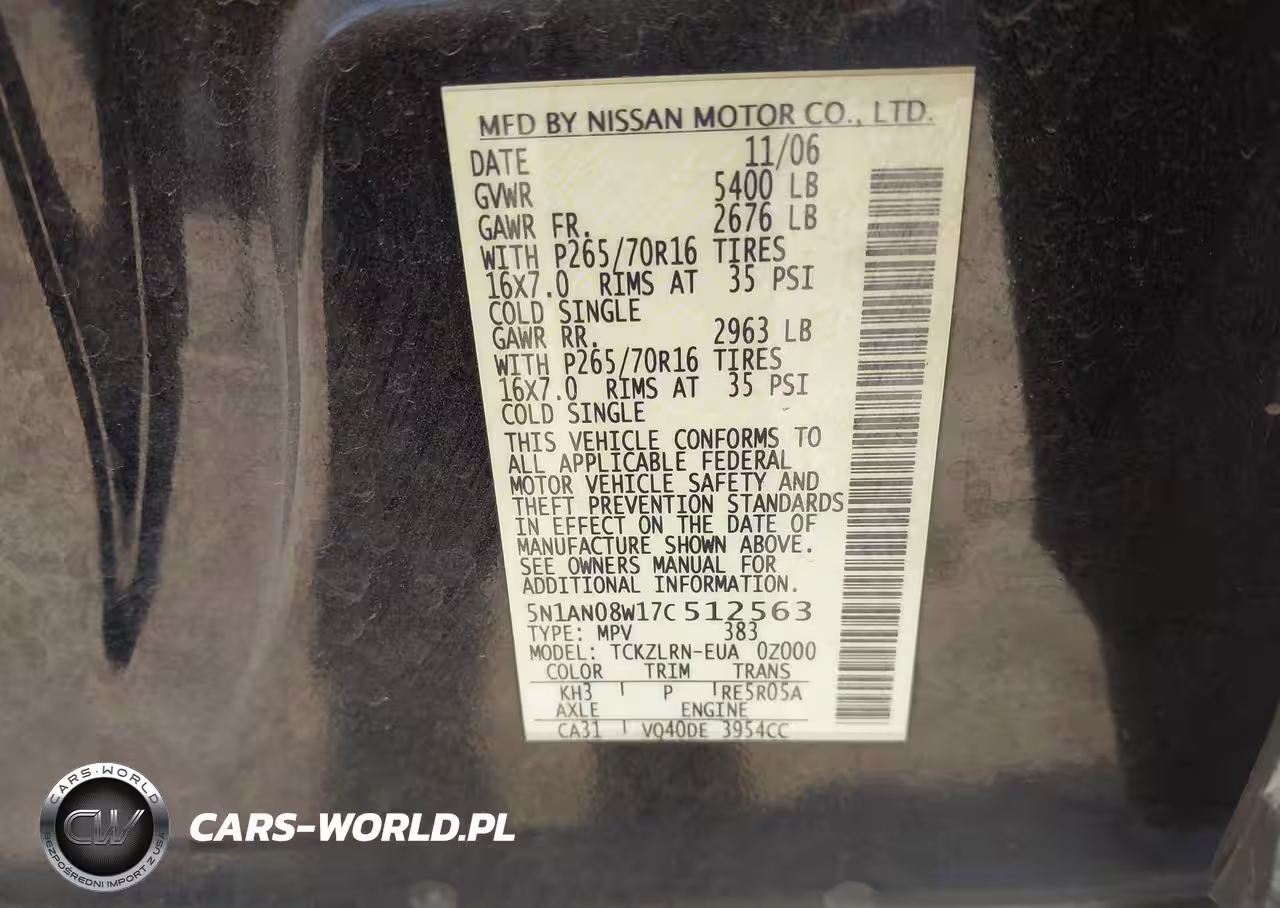 MFD BY NISSAN MOTOR CO., LTD.
DATE 11/06
GVWR 5400 LB
GAWR FR. 2676 LB
WITH P265/70R16 TIRES
16X7.0 RIMS AT 35 PSI
COLD SINGLE
GAWR RR. 2963 LB
WITH P265/70R16 TIRES
16X7.0 RIMS AT 35 PSI
COLD SINGLE
THIS VEHICLE CONFORMS TO
ALL APPLICABLE FEDERAL
MOTOR VEHICLE SAFETY AND
THEFT PREVENTION STANDARDS
IN EFFECT ON THE DATE OF
MANUFACTURE SHOWN ABOVE.
SEE OWNERS MANUAL FOR
ADDITIONAL INFORMATION.
5N1AN08W17C512563
TYPE: MPV 383
MODEL: TCKZLRN-EUA 0Z000
COLOR TRIM TRANS
KH3 P RE5R05A
AXLE ENGINE
CA31 VQ40DE 3954CC
CARS-WORLD
CW
BEZPOŚREDNI IMPORT Z USA
CARS-WORLD.PL